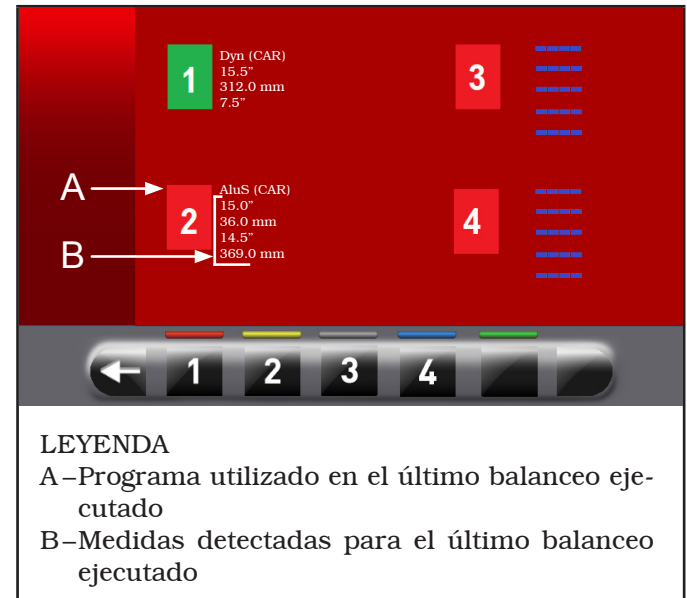 1
Dyn (CAR)
15.5”
312.0 mm
7.5”
3
A
2
AluS (CAR)
15.0”
36.0 mm
14.5”
369.0 mm
B
4
1 2 3 4
LEYENDA
A–Programa utilizado en el último balanceo eje-
cutado
B–Medidas detectadas para el último balanceo
ejecutado